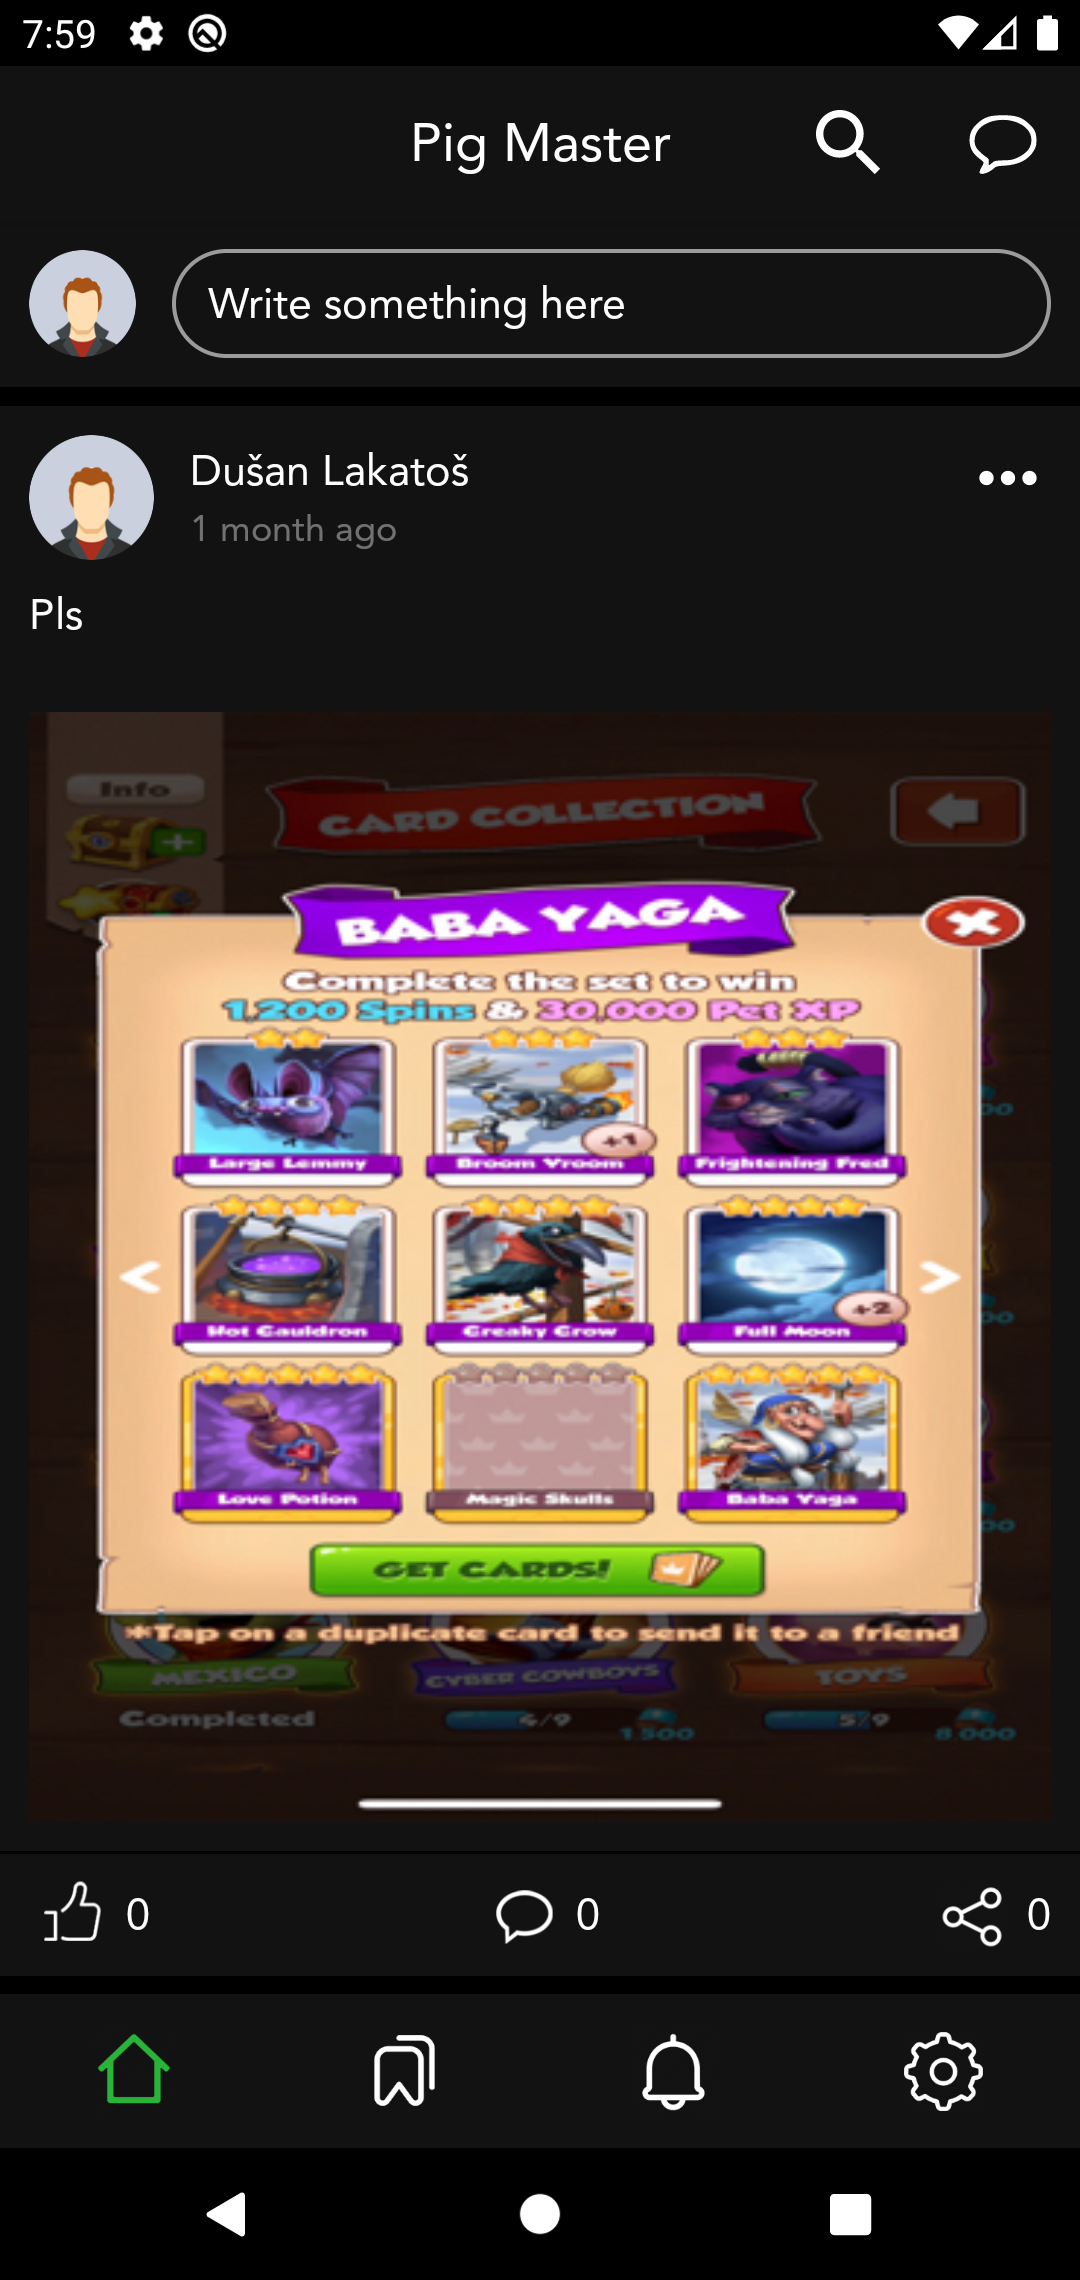 7:59
Pig Master
Write something here
Dušan Lakatoš
1 month ago
Pls
Info
CARD COLLECTION
BABA YAGA
Complete the set to win
1,200 Spins & 30,000 Pet XP
Large Lemmy
Broom Vroom
+1
Frightening Fred
Hot Cauldron
Creaky Crow
Full Moon
+2
Love Potion
Magic Skulls
Baba Yaga
GET CARDS!
*Tap on a duplicate card to send it to a friend
MEXICO
CYBER COWBOYS
TOYS
Completed
4/9
1.500
5/9
8.000
0
0
0